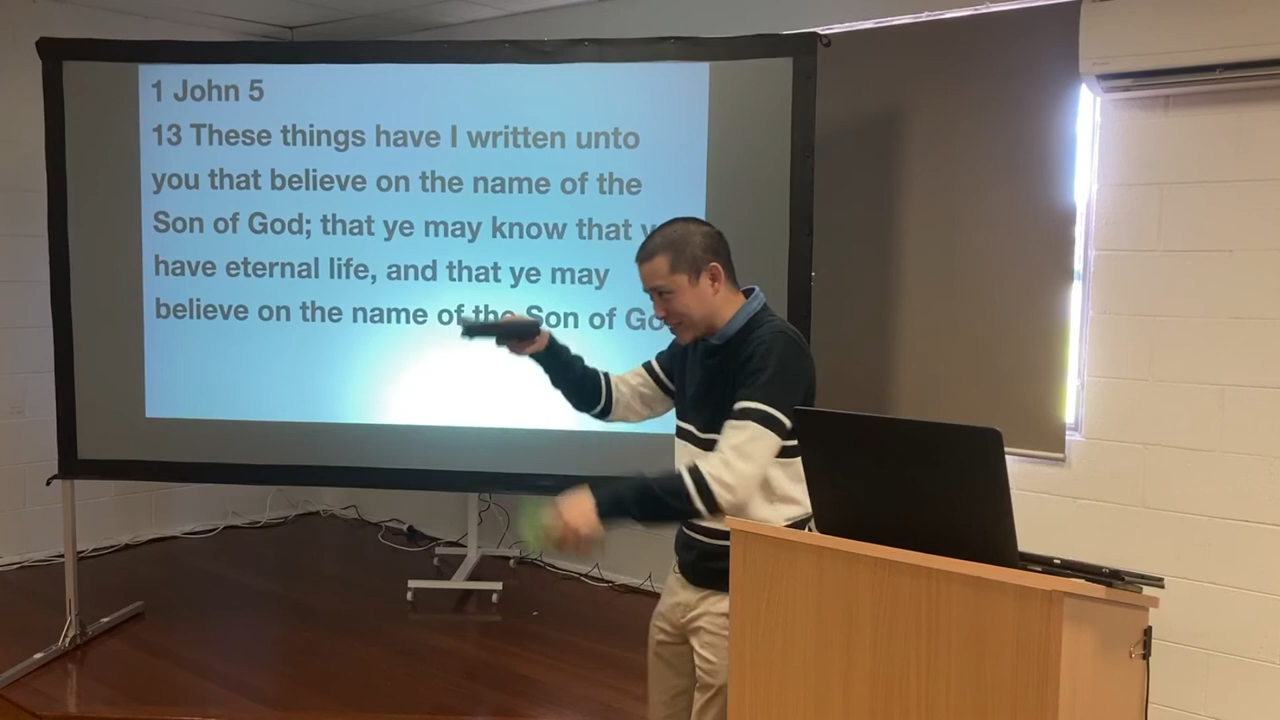 1 John 5
13 These things have I written unto
you that believe on the name of the
Son of God; that ye may know that
have eternal life, and that ye may
believe on the name of the Son of